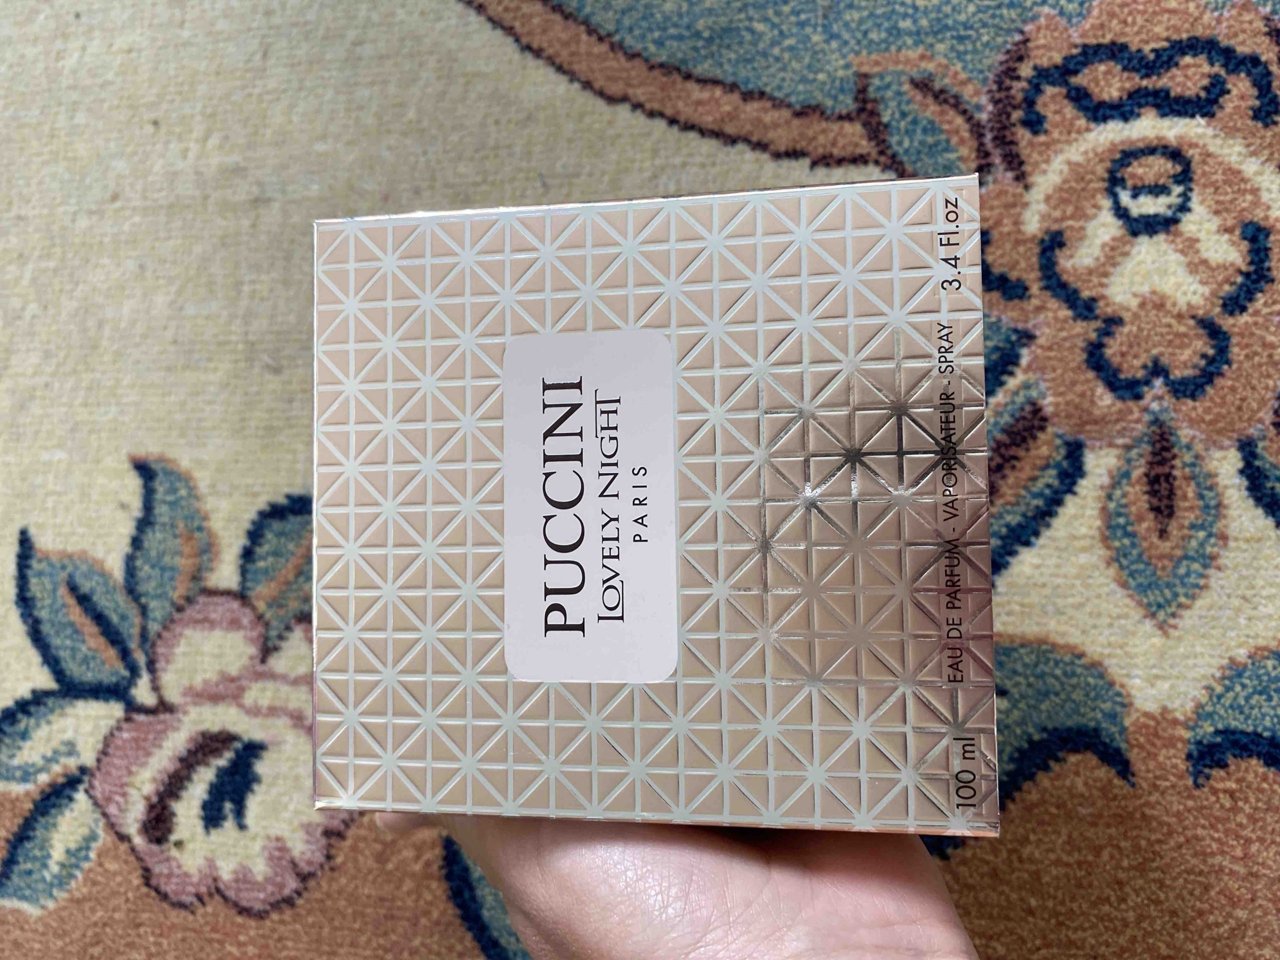 PUCCINI
LOVELY NIGHT
PARIS
100 ml EAU DE PARFUM - VAPORISATEUR - SPRAY 3.4 Fl.oz